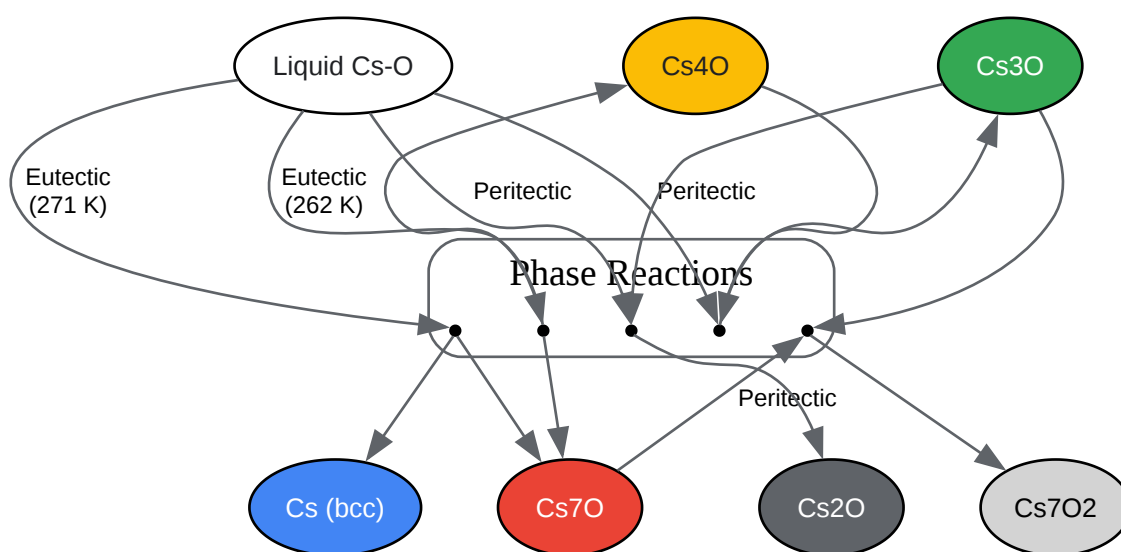 Liquid Cs-O
Cs4O
Cs3O
Eutectic
(271 K)
Eutectic
(262 K)
Peritectic
Peritectic
Phase Reactions
Peritectic
Cs (bcc)
Cs7O
Cs2O
Cs7O2